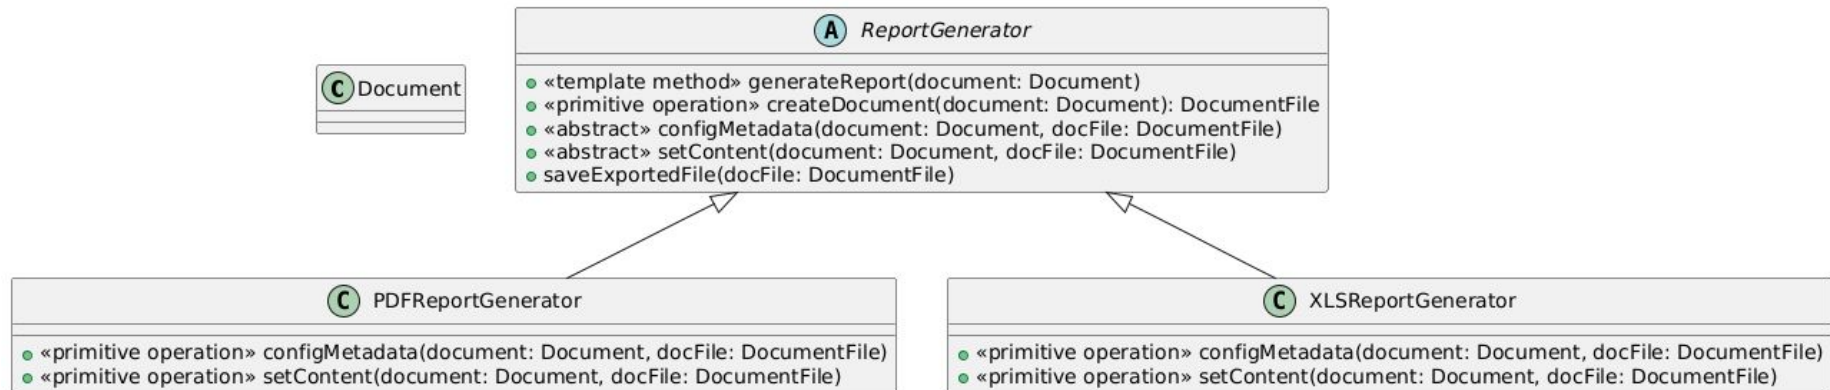 A ReportGenerator
C Document
«template method» generateReport(document: Document)
«primitive operation» createDocument(document: Document): DocumentFile
«abstract» configMetadata(document: Document, docFile: DocumentFile)
«abstract» setContent(document: Document, docFile: DocumentFile)
saveExportedFile(docFile: DocumentFile)
C PDFReportGenerator
«primitive operation» configMetadata(document: Document, docFile: DocumentFile)
«primitive operation» setContent(document: Document, docFile: DocumentFile)
C XLSReportGenerator
«primitive operation» configMetadata(document: Document, docFile: DocumentFile)
«primitive operation» setContent(document: Document, docFile: DocumentFile)